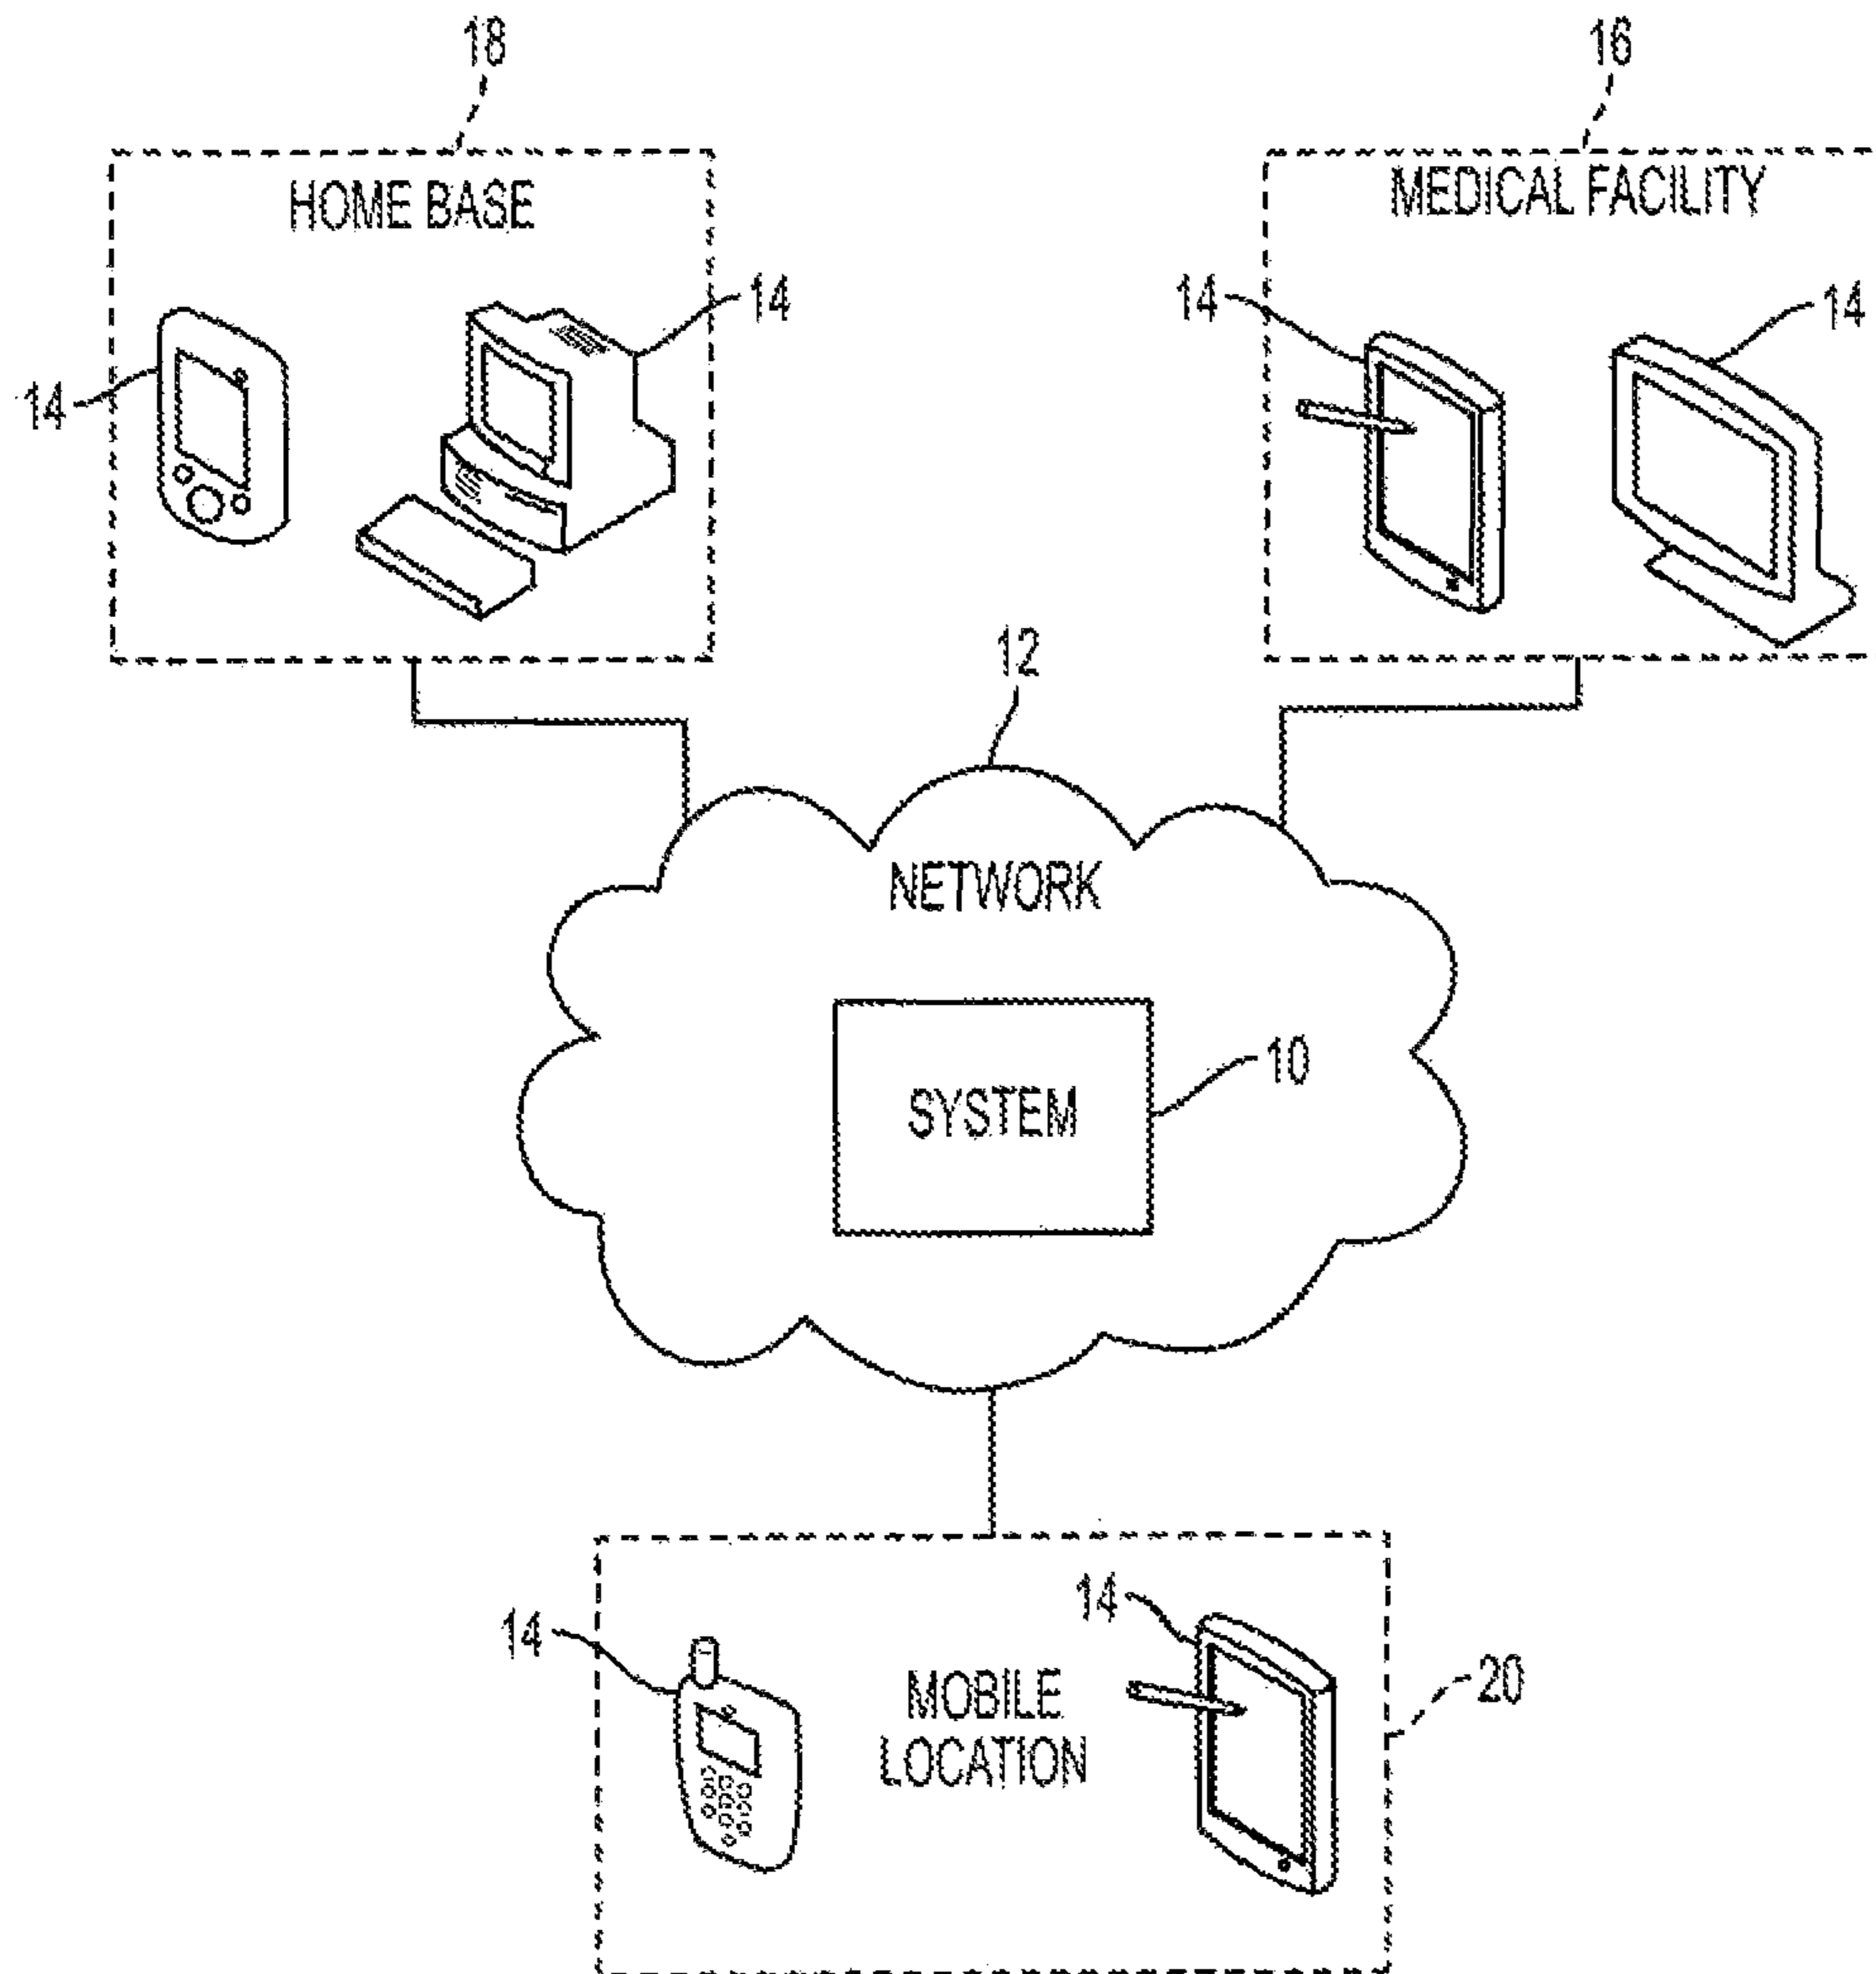 18
16
HOME BASE
MEDICAL FACILITY
14
14
14
14
12
NETWORK
SYSTEM
10
14
14
MOBILE
LOCATION
20